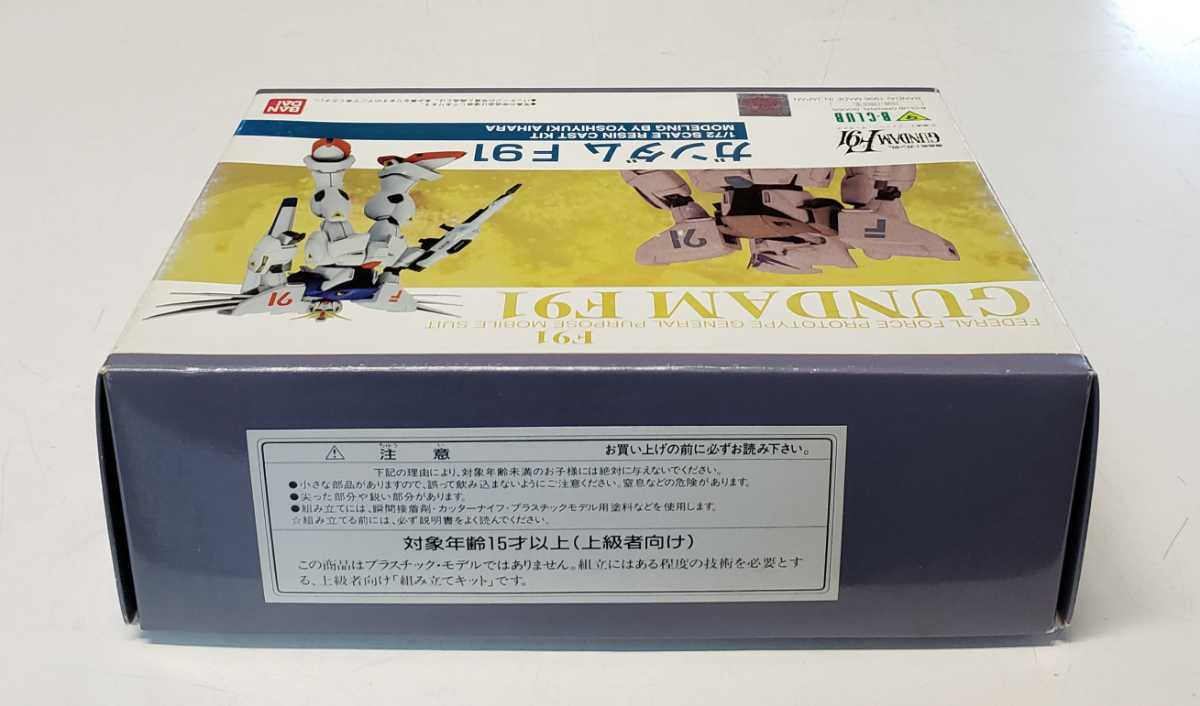 ⚠ 注意 お買い上げの前に必ずお読み下さい。
ちゅう い
下記の理由により、対象年齢未満のお子様には絶対に与えないでください。
●小さな部品がありますので、誤って飲み込まないようにご注意ください。窒息などの危険があります。
●尖った部分や鋭い部分があります。
●組み立てには、瞬間接着剤・カッターナイフ・プラスチックモデル用塗料などを使用します。
☆組み立てる前には、必ず説明書をよく読んでください。
対象年齢15才以上(上級者向け)
この商品はプラスチック・モデルではありません。組立にはある程度の技術を必要とす
る、上級者向け「組み立てキット」です。
FEDERAL FORCE PROTOTYPE GENERAL PURPOSE MOBILE SUIT
F91
GUNDAM F91
91
F
91
F
ガンダム F91
1/72 SCALE RESIN CAST KIT
MODELING BY YOSHIYUKI AIHARA
GUNDAM F91
B-CLUB
BANDAI 1996 MADE IN JAPAN
BAN
DAI